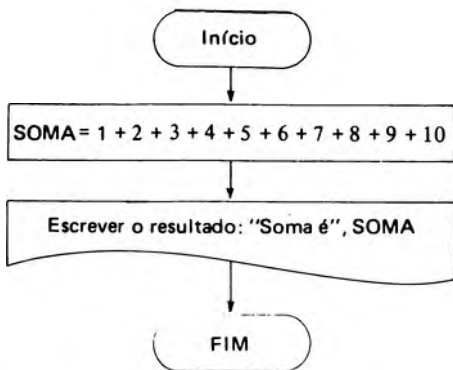 Início
SOMA = 1 + 2 + 3 + 4 + 5 + 6 + 7 + 8 + 9 + 10
Escrever o resultado: "Soma é", SOMA
FIM